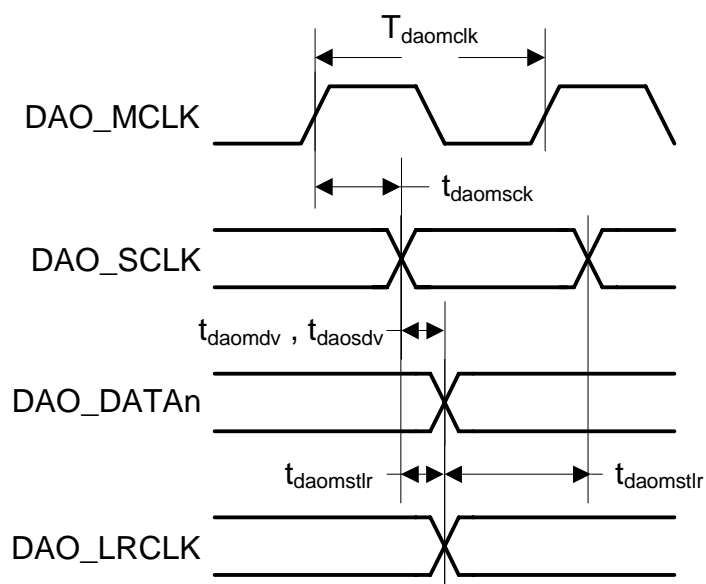 Tdaomclk
DAO_MCLK
tdaomsck
DAO_SCLK
tdaomdv , tdaosdv
DAO_DATAn
tdaomstlr tdaomstlr
DAO_LRCLK